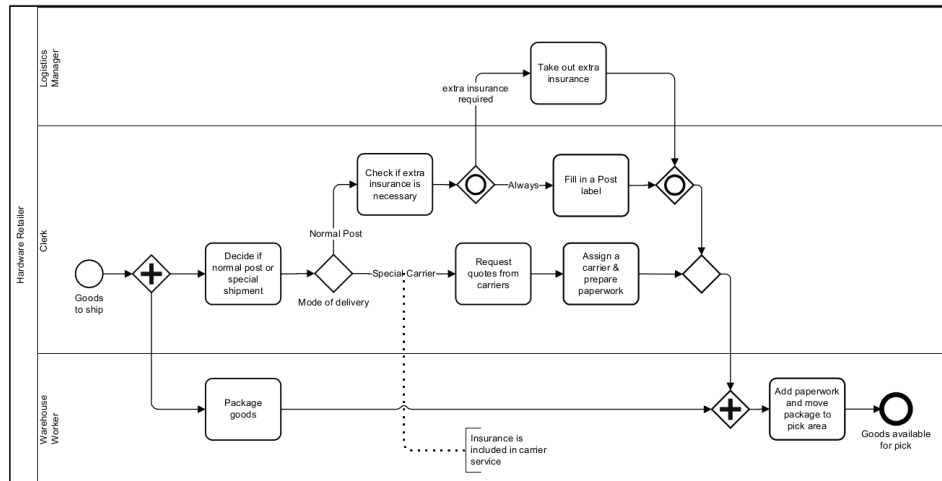 Hardware Retailer
Logistics
Manager
Take out extra
insurance
extra insurance
required
Clerk
Check if extra
insurance is
necessary
Always
Fill in a Post
label
Normal Post
Goods
to ship
Decide if
normal post or
special
shipment
Mode of delivery
Special Carrier
Request
quotes from
carriers
Assign a
carrier &
prepare
paperwork
Warehouse
Worker
Package
goods
Add paperwork
and move
package to
pick area
Goods available
for pick
Insurance is
included in carrier
service